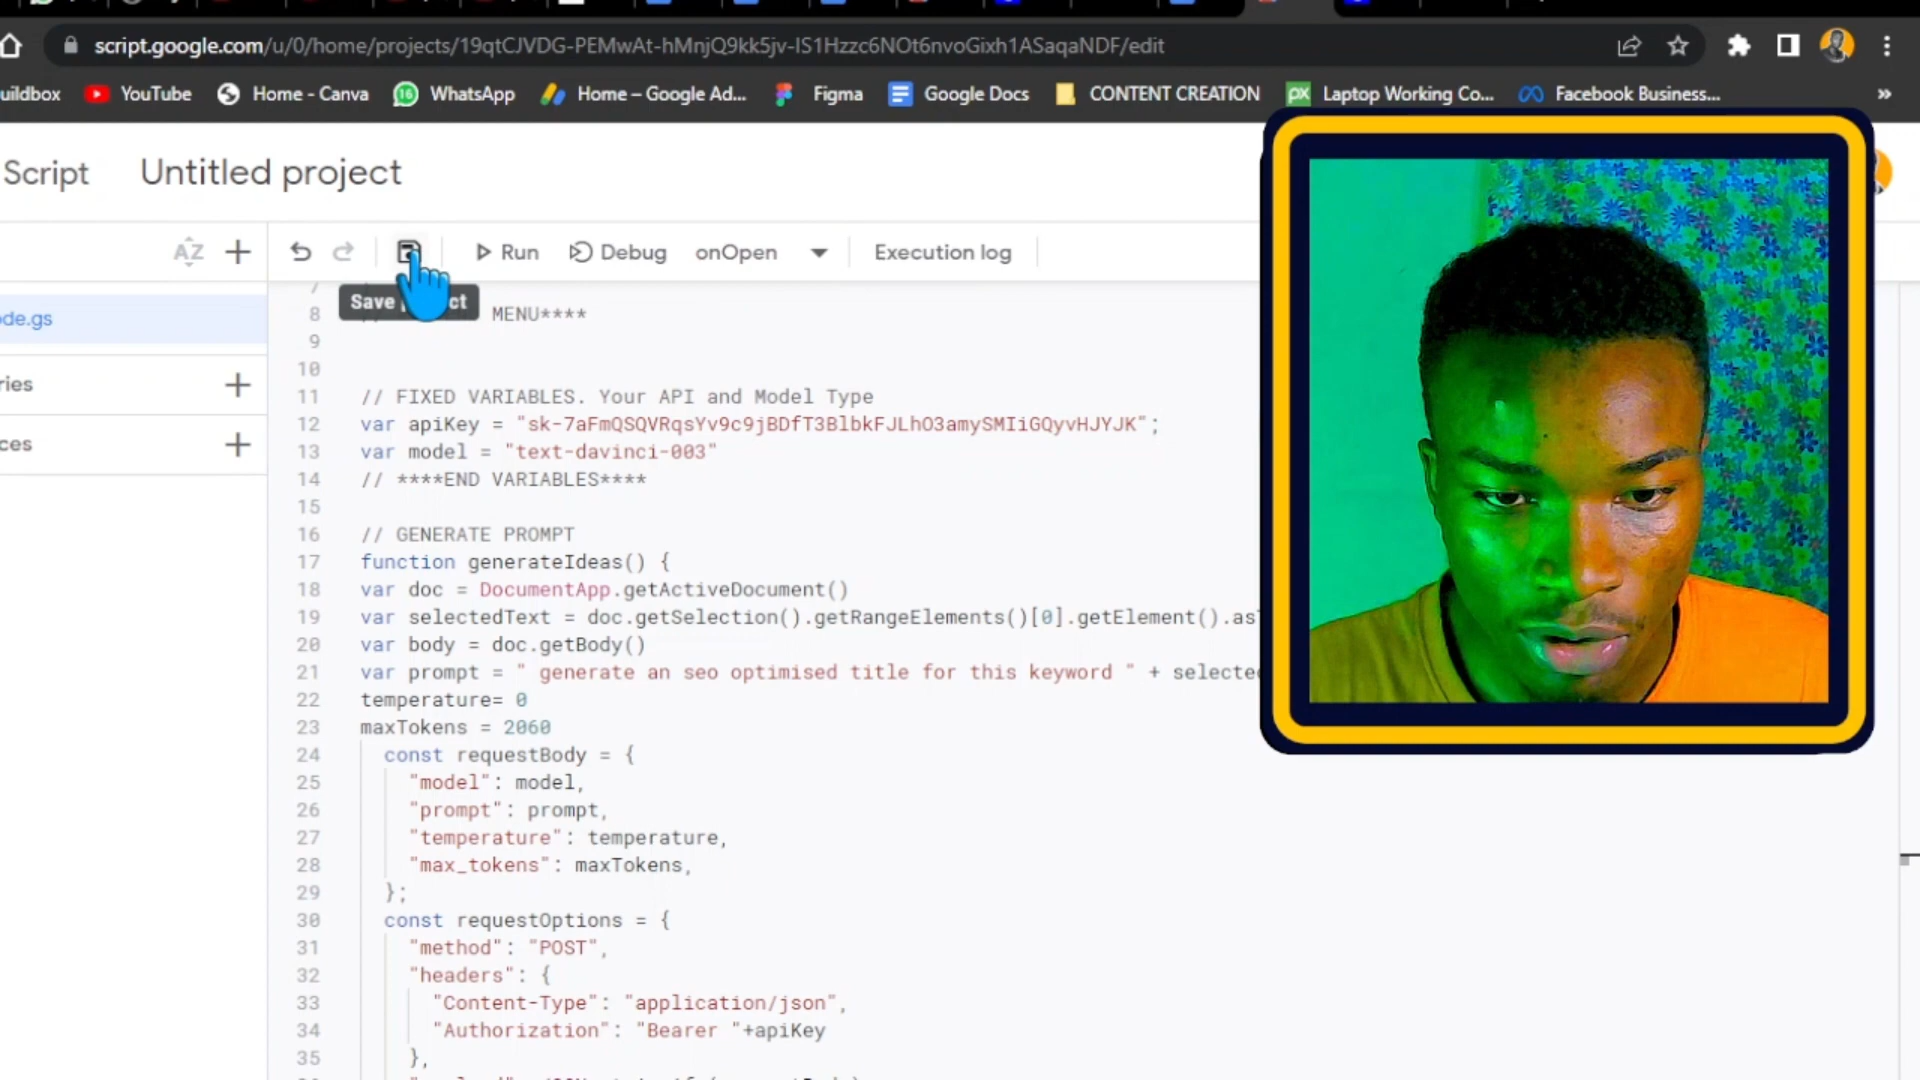 script.google.com/u/0/home/projects/19qtCJVDG-PEMwAt-hMnjQ9kk5jv-IS1Hzzc6NOt6nvoGixh1ASaqaNDF/edit
uildbox YouTube Home - Canva 16 WhatsApp Home – Google Ad... Figma Google Docs CONTENT CREATION px Laptop Working Co... Facebook Business... »
Script Untitled project
AZ Run Debug onOpen Execution log
Save
de.gs
ries
ces
8 MENU****
9
10
11 // FIXED VARIABLES. Your API and Model Type
12 var apiKey = "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";
13 var model = "text-davinci-003"
14 // ****END VARIABLES****
15
16 // GENERATE PROMPT
17 function generateIdeas() {
18 var doc = DocumentApp.getActiveDocument()
19 var selectedText = doc.getSelection().getRangeElements()[0].getElement().as
20 var body = doc.getBody()
21 var prompt = " generate an seo optimised title for this keyword " + selecte
22 temperature= 0
23 maxTokens = 2060
24 const requestBody = {
25 "model": model,
26 "prompt": prompt,
27 "temperature": temperature,
28 "max_tokens": maxTokens,
29 };
30 const requestOptions = {
31 "method": "POST",
32 "headers": {
33 "Content-Type": "application/json",
34 "Authorization": "Bearer "+apiKey
35 },